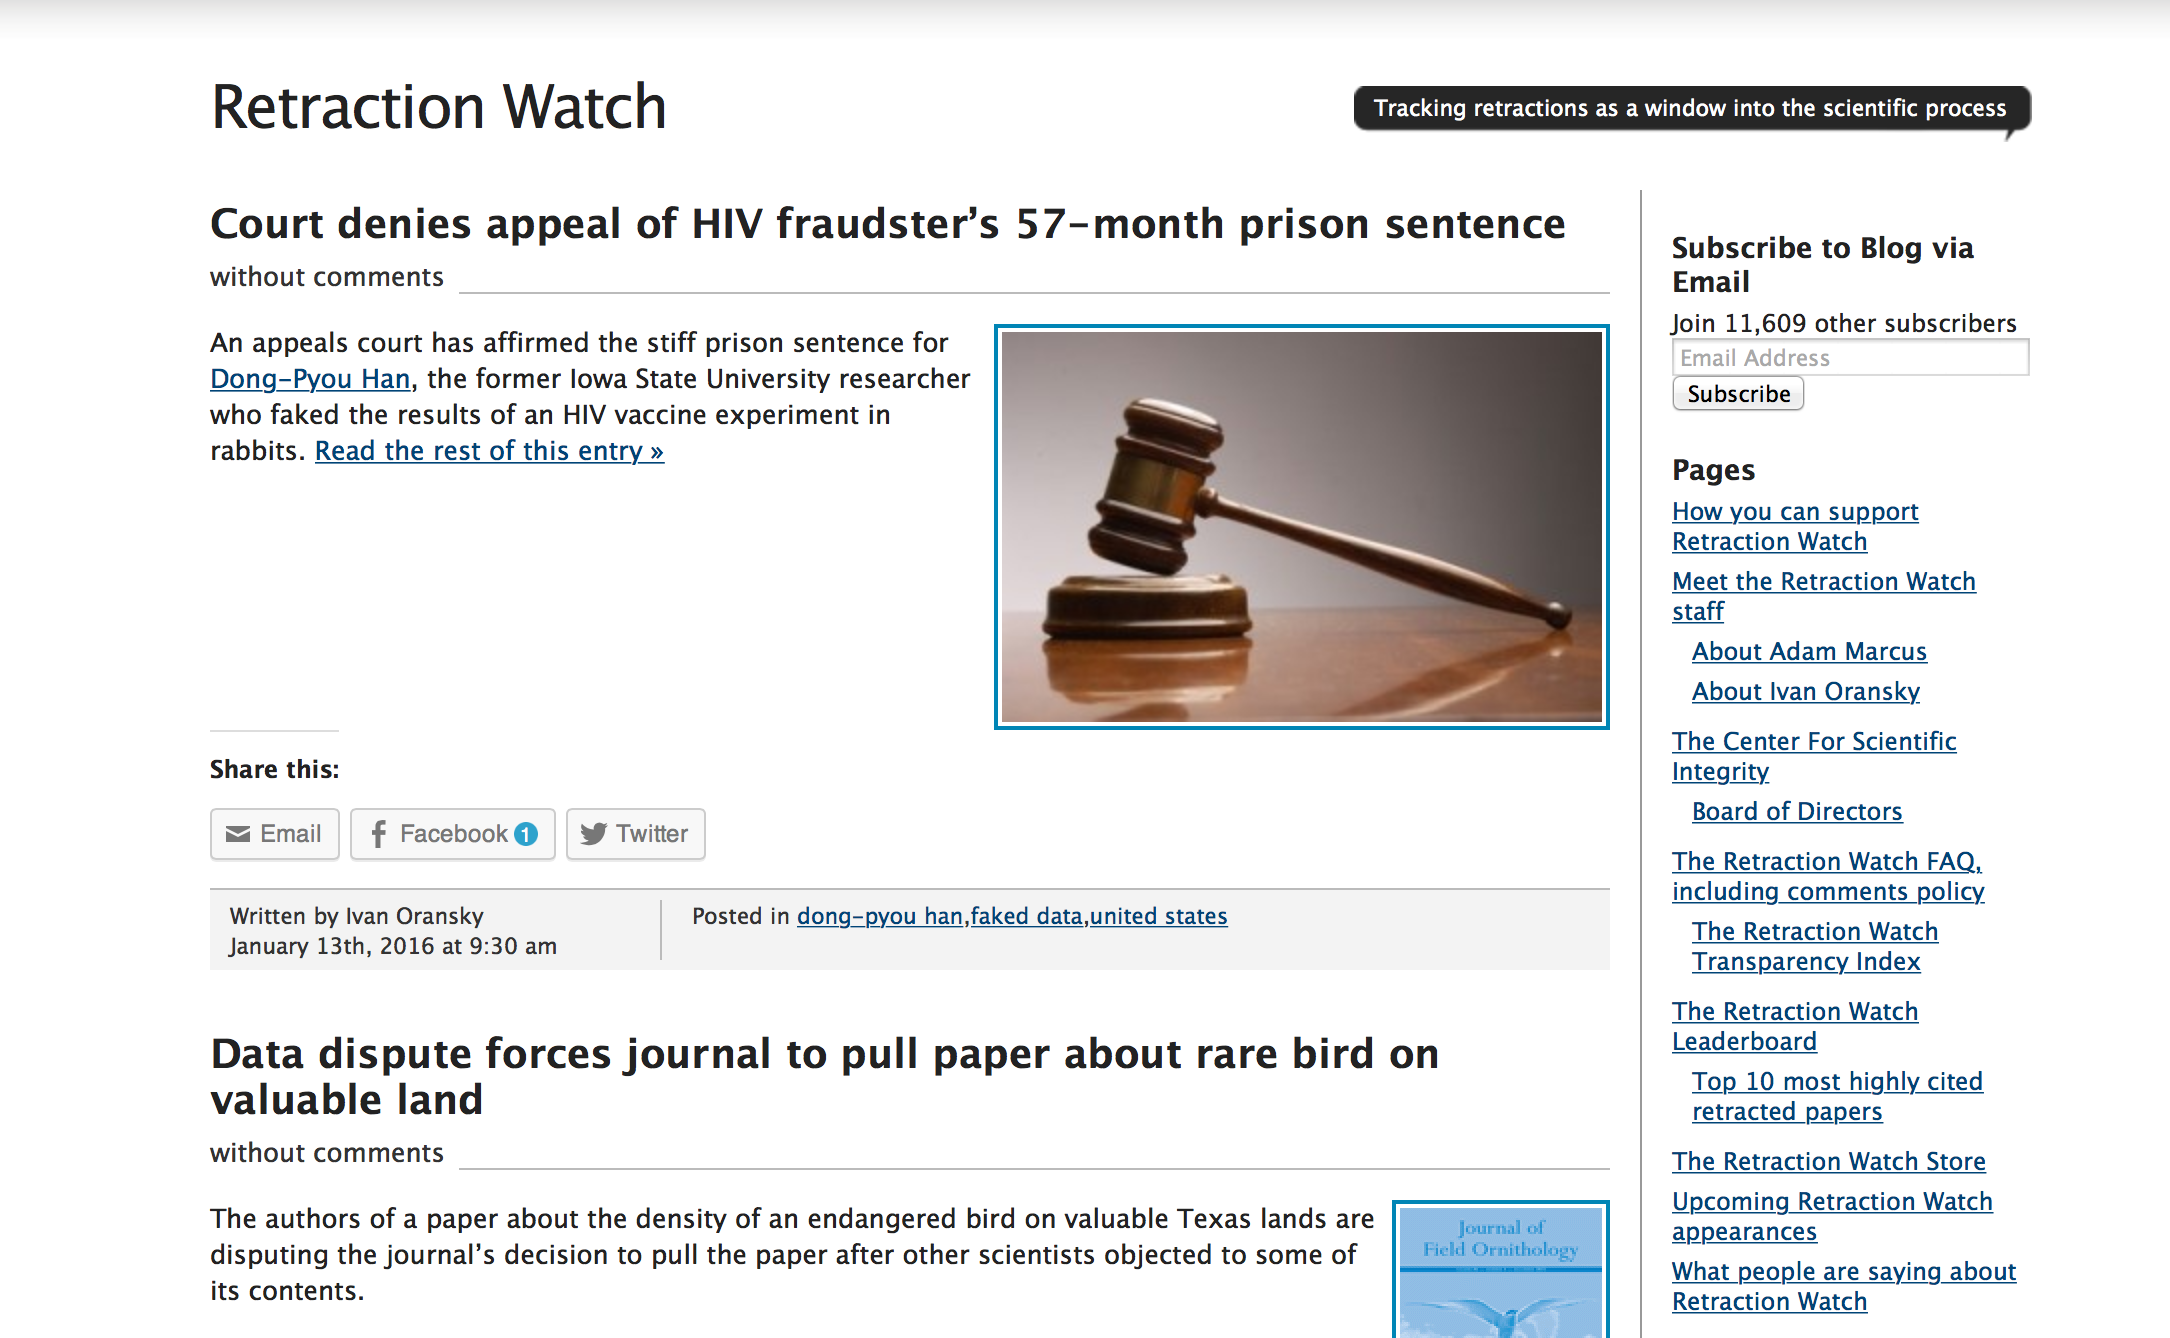 Retraction Watch
Tracking retractions as a window into the scientific process
Court denies appeal of HIV fraudster’s 57-month prison sentence
without comments
An appeals court has affirmed the stiff prison sentence for
Dong-Pyou Han, the former Iowa State University researcher
who faked the results of an HIV vaccine experiment in
rabbits. Read the rest of this entry »
Share this:
Email
Facebook 1
Twitter
Written by Ivan Oransky
January 13th, 2016 at 9:30 am
Posted in dong-pyou han,faked data,united states
Data dispute forces journal to pull paper about rare bird on
valuable land
without comments
The authors of a paper about the density of an endangered bird on valuable Texas lands are
disputing the journal’s decision to pull the paper after other scientists objected to some of
its contents.
Journal of
Field Ornithology
Subscribe to Blog via
Email
Join 11,609 other subscribers
Email Address
Subscribe
Pages
How you can support
Retraction Watch
Meet the Retraction Watch
staff
About Adam Marcus
About Ivan Oransky
The Center For Scientific
Integrity
Board of Directors
The Retraction Watch FAQ,
including comments policy
The Retraction Watch
Transparency Index
The Retraction Watch
Leaderboard
Top 10 most highly cited
retracted papers
The Retraction Watch Store
Upcoming Retraction Watch
appearances
What people are saying about
Retraction Watch